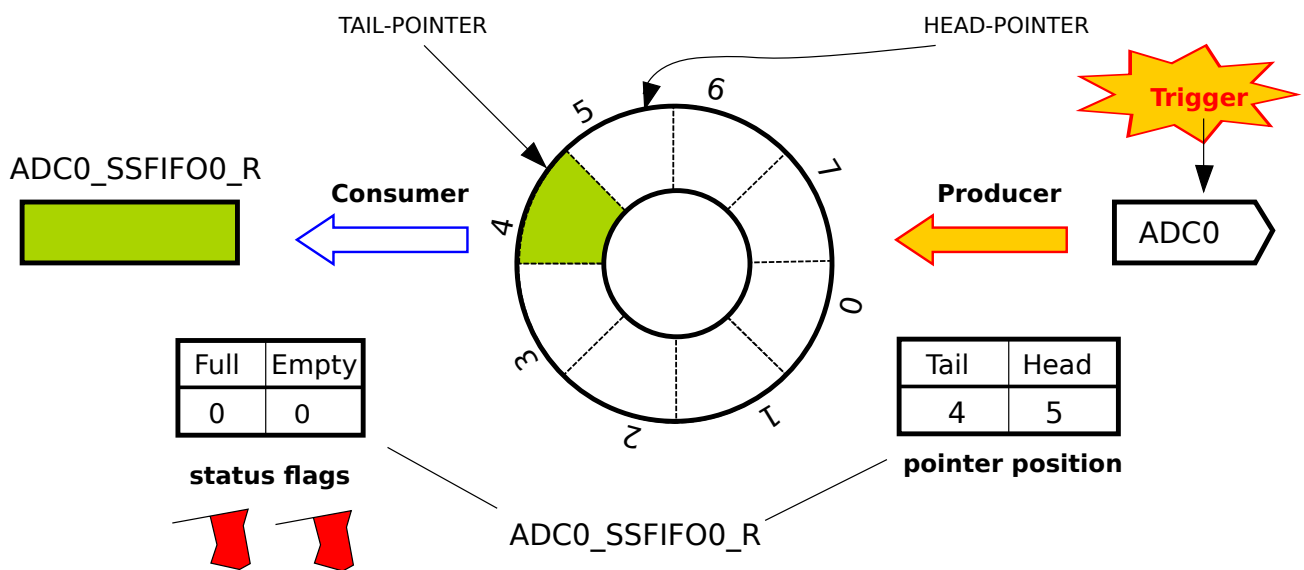 TAIL-POINTER
HEAD-POINTER
Trigger
ADC0_SSFIFO0_R
Consumer
Producer
ADC0
5
6
4
7
3
0
2
1
Full Empty
0 0
status flags
Tail Head
4 5
pointer position
ADC0_SSFIFO0_R